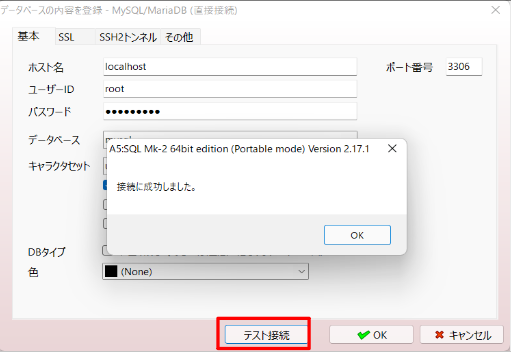 データベースの内容を登録 - MySQL/MariaDB (直接接続)
基本 SSL SSH2トンネル その他
ホスト名 localhost ポート番号 3306
ユーザーID root
パスワード ●●●●●●●●●
データベース
キャラクタセット
A5:SQL Mk-2 64bit edition (Portable mode) Version 2.17.1
接続に成功しました。
OK
DBタイプ
色 (None)
テスト接続 OK キャンセル